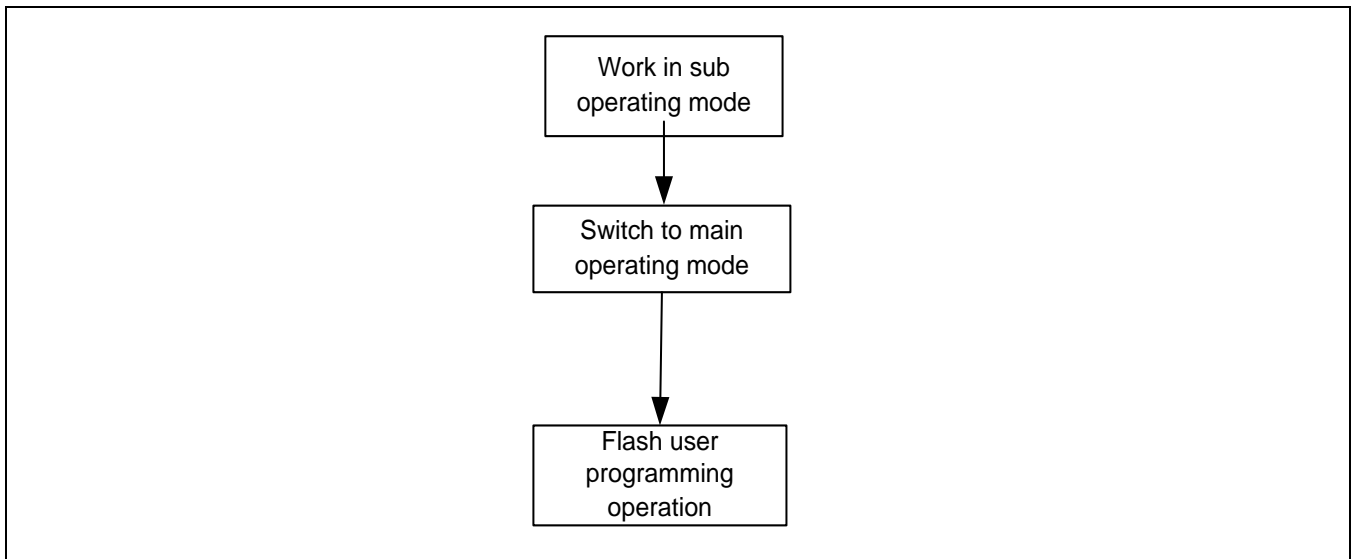 Work in sub
operating mode
Switch to main
operating mode
Flash user
programming
operation